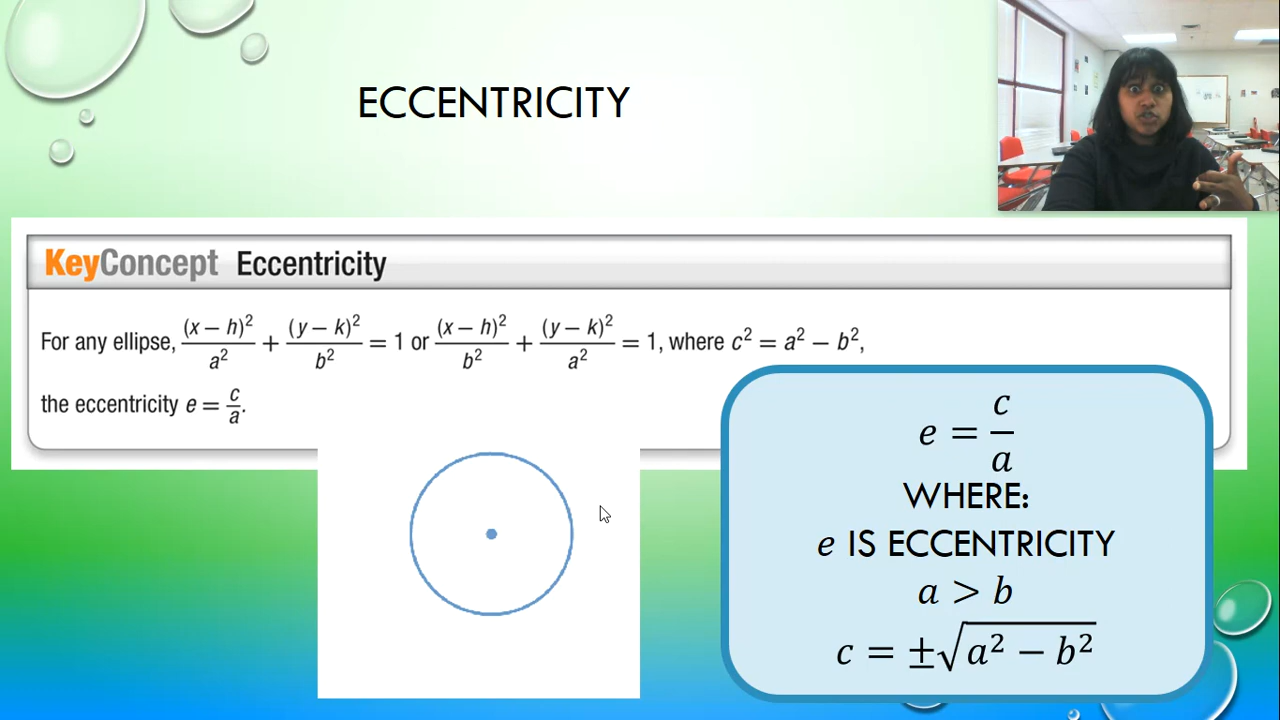 ECCENTRICITY
KeyConcept Eccentricity
For any ellipse, (x – h)²/a² + (y – k)²/b² = 1 or (x – h)²/b² + (y – k)²/a² = 1, where c² = a² – b²,
the eccentricity e = c/a.
e = c/a
WHERE:
e IS ECCENTRICITY
a > b
c = ±√(a² − b²)